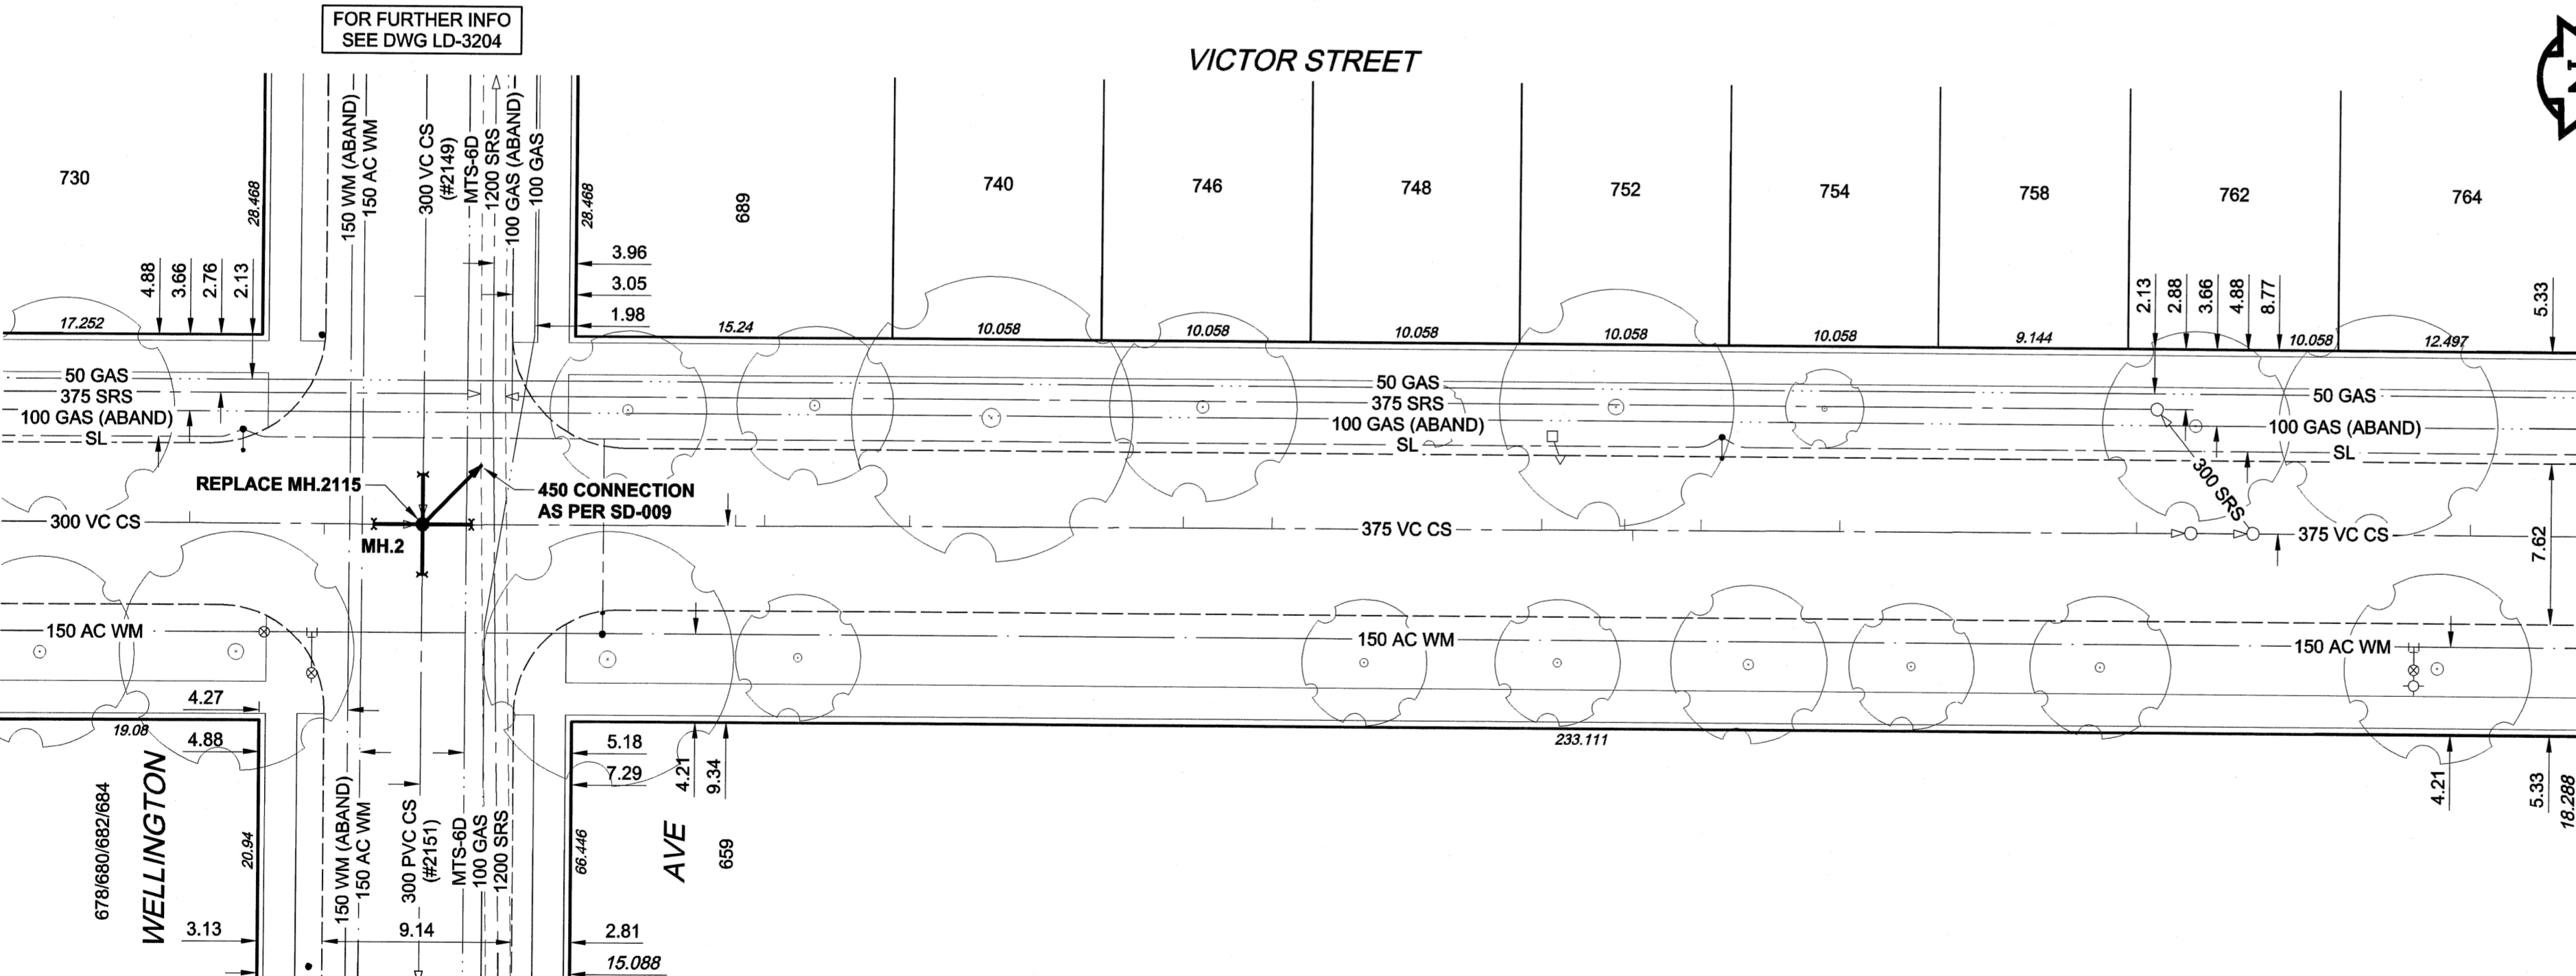 FOR FURTHER INFO
SEE DWG LD-3204
VICTOR STREET
730
28.468
150 WM (ABAND)
150 AC WM
300 VC CS
(#2149)
MTS-6D
1200 SRS
100 GAS (ABAND)
100 GAS
28.468
689
740
746
748
752
754
758
762
764
4.88
3.66
2.76
2.13
3.96
3.05
1.98
2.13
2.88
3.66
4.88
8.77
5.33
17.252
15.24
10.058
10.058
10.058
10.058
10.058
9.144
10.058
12.497
50 GAS
375 SRS
100 GAS (ABAND)
SL
50 GAS
375 SRS
100 GAS (ABAND)
SL
50 GAS
100 GAS (ABAND)
SL
REPLACE MH.2115
450 CONNECTION
AS PER SD-009
300 SRS
300 VC CS
MH.2
375 VC CS
375 VC CS
7.62
150 AC WM
150 AC WM
150 AC WM
4.27
19.08
4.88
5.18
7.29
4.21
9.34
233.111
4.21
5.33
18.288
678/680/682/684
WELLINGTON
20.94
150 WM (ABAND)
150 AC WM
300 PVC CS
(#2151)
MTS-6D
100 GAS
1200 SRS
66.446
AVE
659
3.13
9.14
2.81
15.088